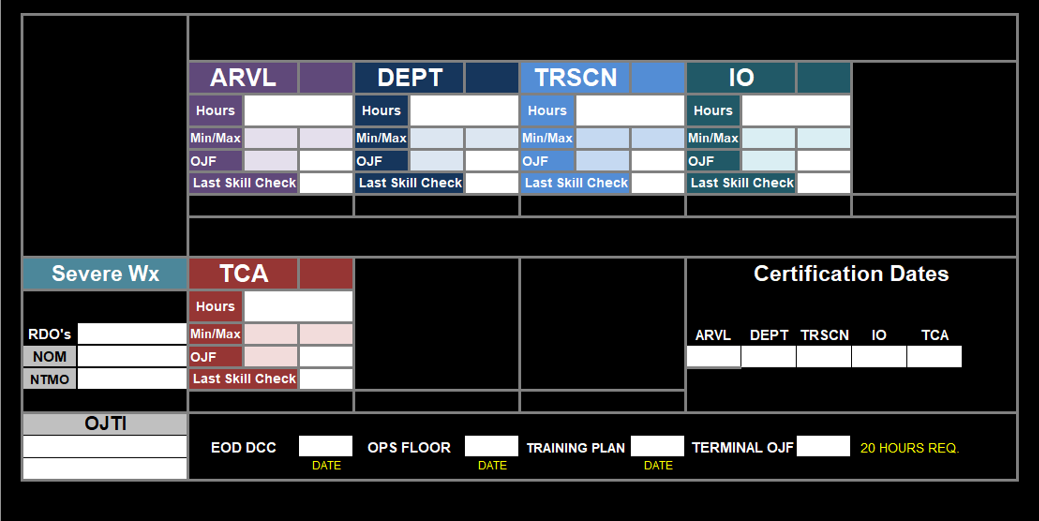 ARVL DEPT TRSCN IO
Hours Hours Hours Hours
Min/Max Min/Max Min/Max Min/Max
OJF OJF OJF OJF
Last Skill Check Last Skill Check Last Skill Check Last Skill Check
Severe Wx TCA Certification Dates
Hours
RDO's Min/Max ARVL DEPT TRSCN IO TCA
NOM OJF
NTMO Last Skill Check
OJTI
EOD DCC OPS FLOOR TRAINING PLAN TERMINAL OJF 20 HOURS REQ.
DATE DATE DATE